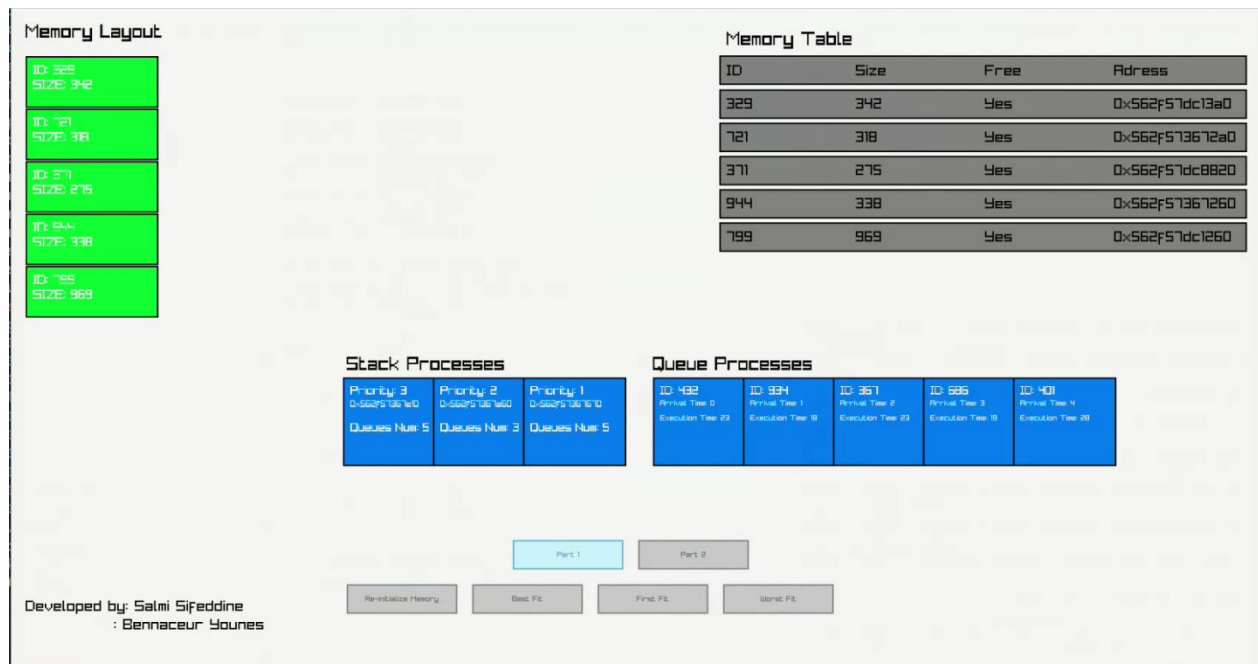 Memory Layout
ID: 329
SIZE: 342
ID: 721
SIZE: 318
ID: 371
SIZE: 275
ID: 944
SIZE: 338
ID: 799
SIZE: 969
Memory Table
ID Size Free Adress
329 342 Yes 0x562f57dc13a0
721 318 Yes 0x562f573672a0
371 275 Yes 0x562f57dc8820
944 338 Yes 0x562f57367260
799 969 Yes 0x562f57dc1260
Stack Processes
Priority: 3
Queues Num: 5
Priority: 2
Queues Num: 3
Priority: 1
Queues Num: 5
Queue Processes
ID: 432
Arrival Time: 0
Execution Time: 23
ID: 934
Arrival Time: 1
Execution Time: 18
ID: 367
Arrival Time: 2
Execution Time: 23
ID: 686
Arrival Time: 3
Execution Time: 19
ID: 401
Arrival Time: 4
Execution Time: 28
Part 1
Part 2
Re-initialize Memory
Best Fit
First Fit
Worst Fit
Developed by: Salmi Sifeddine
: Bennaceur Younes